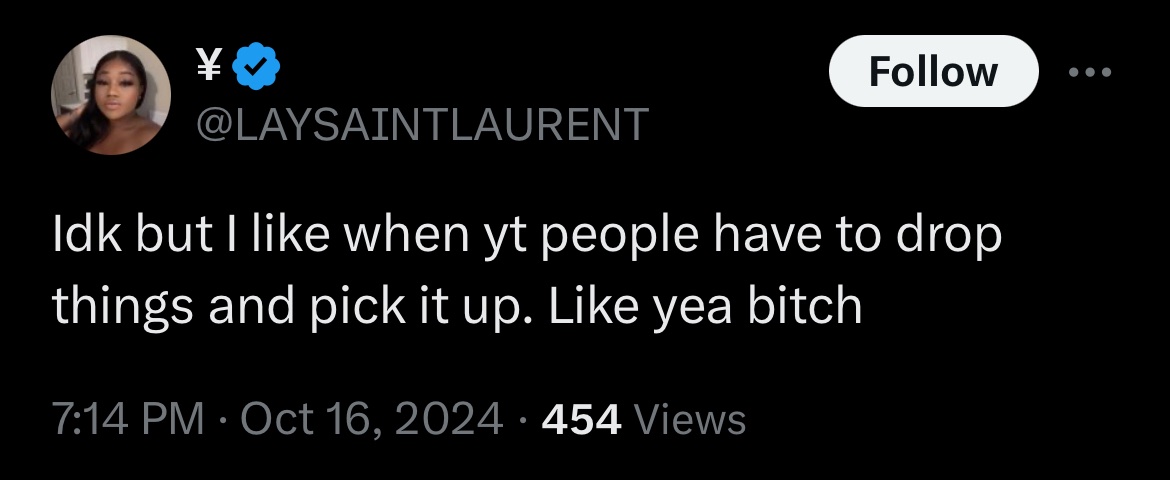 ¥
Follow
@LAYSAINTLAURENT
Idk but I like when yt people have to drop
things and pick it up. Like yea bitch
7:14 PM · Oct 16, 2024 · 454 Views